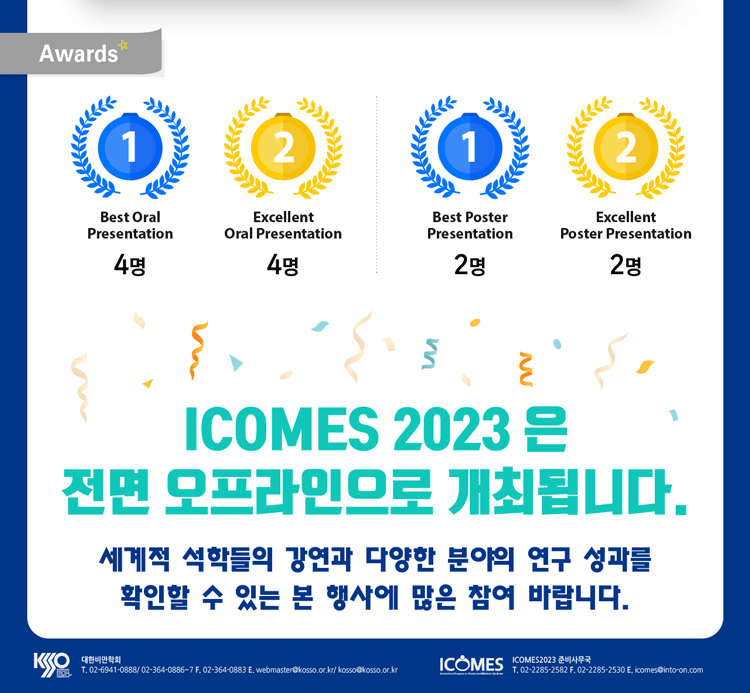 Awards
1
2
1
2
Best Oral
Presentation
4명
Excellent
Oral Presentation
4명
Best Poster
Presentation
2명
Excellent
Poster Presentation
2명
ICOMES 2023 은
전면 오프라인으로 개최됩니다.
세계적 석학들의 강연과 다양한 분야의 연구 성과를
확인할 수 있는 본 행사에 많은 참여 바랍니다.
KSSO
대한비만학회
T. 02-6941-0888/ 02-364-0886~7 F. 02-364-0883 E. webmaster@kosso.or.kr/ kosso@kosso.or.kr
ICOMES
ICOMES2023 준비사무국
T. 02-2285-2582 F. 02-2285-2530 E. icomes@into-on.com